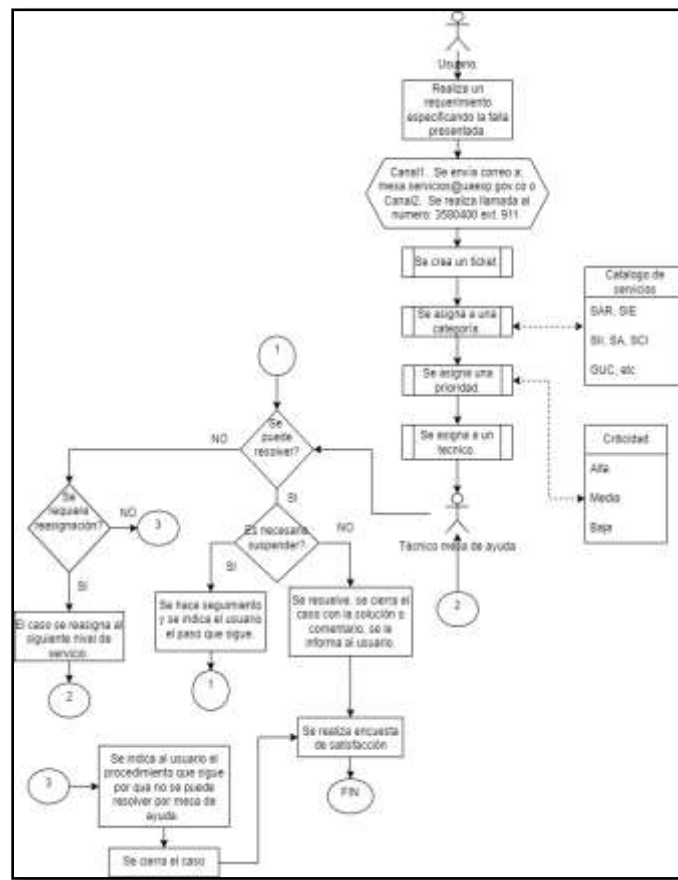 Usuario
Realiza un
requerimiento
especificando la falla
presentada
Canal1. Se envía correo a:
mesa.servicios@uaesp.gov.co o
Canal2. Se realiza llamada al
numero: 3580400 ext. 911
Se crea un ticket.
Se asigna a una
categoría.
Catalogo de
servicios
SAR, SIE
SII, SA, SCI
GUC, etc
Se asigna una
prioridad.
Se asigna a un
tecnico.
Criticidad
Alta
Media
Baja
Técnico mesa de ayuda
2
1
Se
puede
resolver?
NO
SI
Se
requiere
reasignación?
NO
3
SI
El caso se reasigna al
siguiente nivel de
servicio.
2
Es necesario
suspender?
SI
NO
Se hace seguimiento
y se indica el usuario
el paso que sigue.
1
Se resuelve, se cierra el
caso con la solución o
comentario, se le
informa al usuario.
Se realiza encuesta
de satisfacción
FIN
3
Se indica al usuario el
procedimiento que sigue
por que no se puede
resolver por mesa de
ayuda.
Se cierra el caso